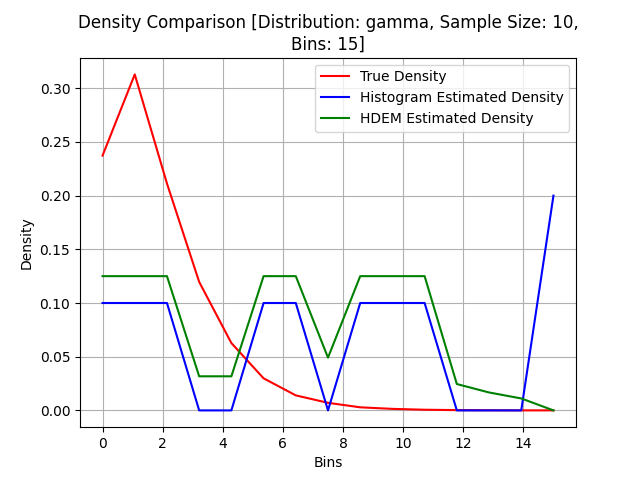 Density Comparison [Distribution: gamma, Sample Size: 10,
Bins: 15]
True Density
Histogram Estimated Density
HDEM Estimated Density
Density
0.30
0.25
0.20
0.15
0.10
0.05
0.00
0 2 4 6 8 10 12 14
Bins